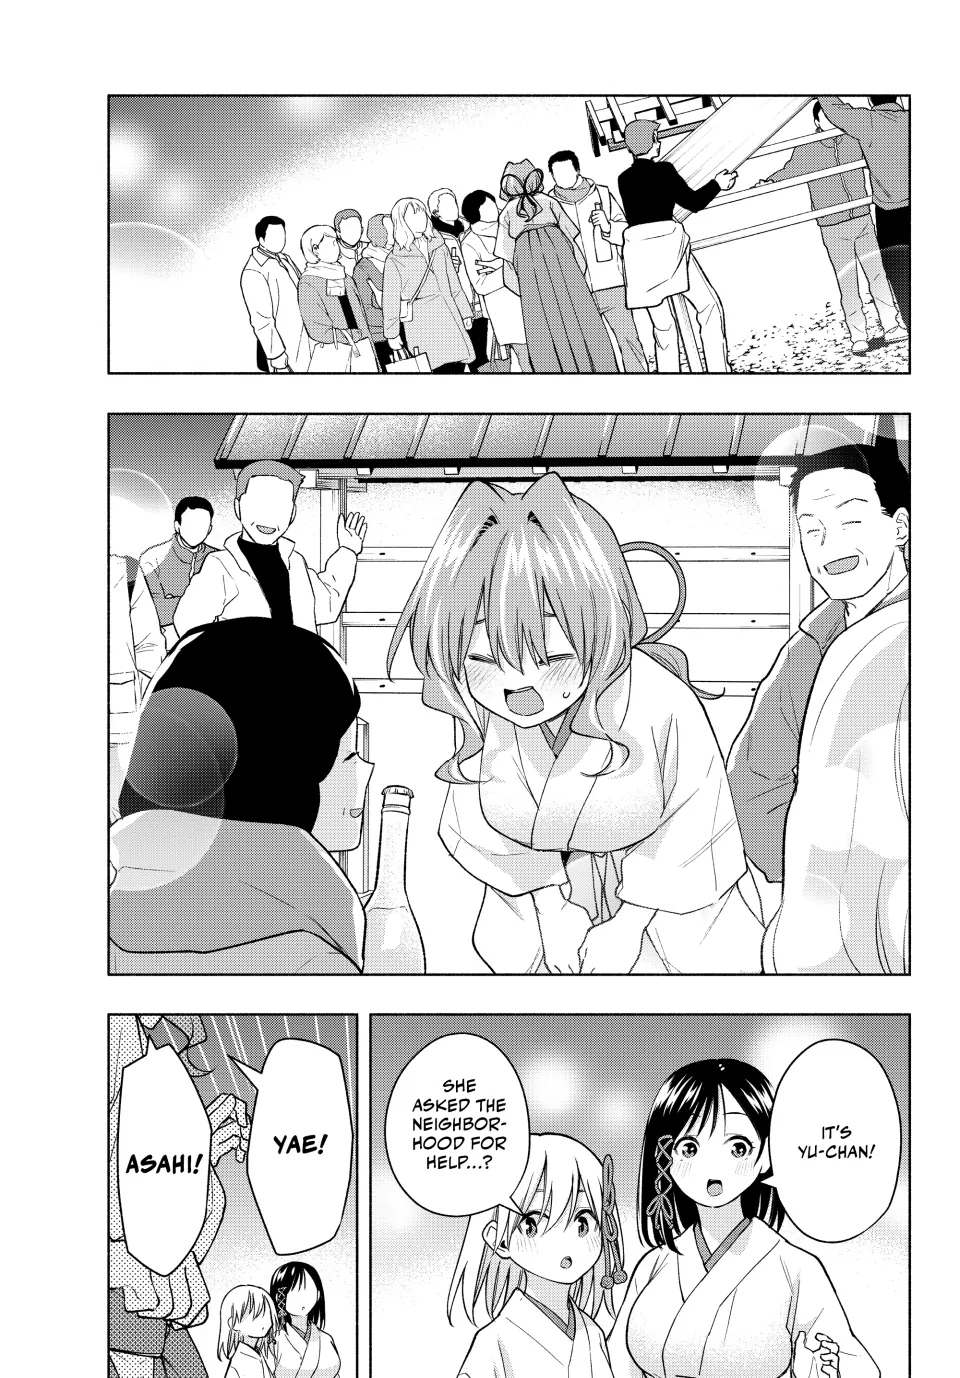 IT'S
YU-CHAN!
SHE
ASKED THE
NEIGHBOR-
HOOD FOR
HELP...?
YAE!
ASAHI!